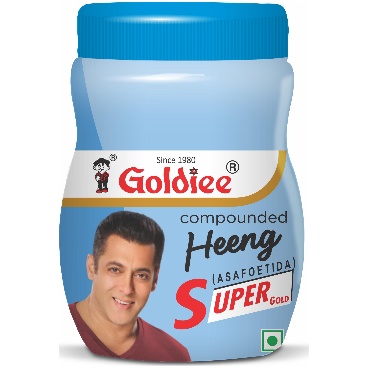 Since 1980
® Goldiee ®
compounded
Heeng
(ASAFOETIDA)
SUPER GOLD